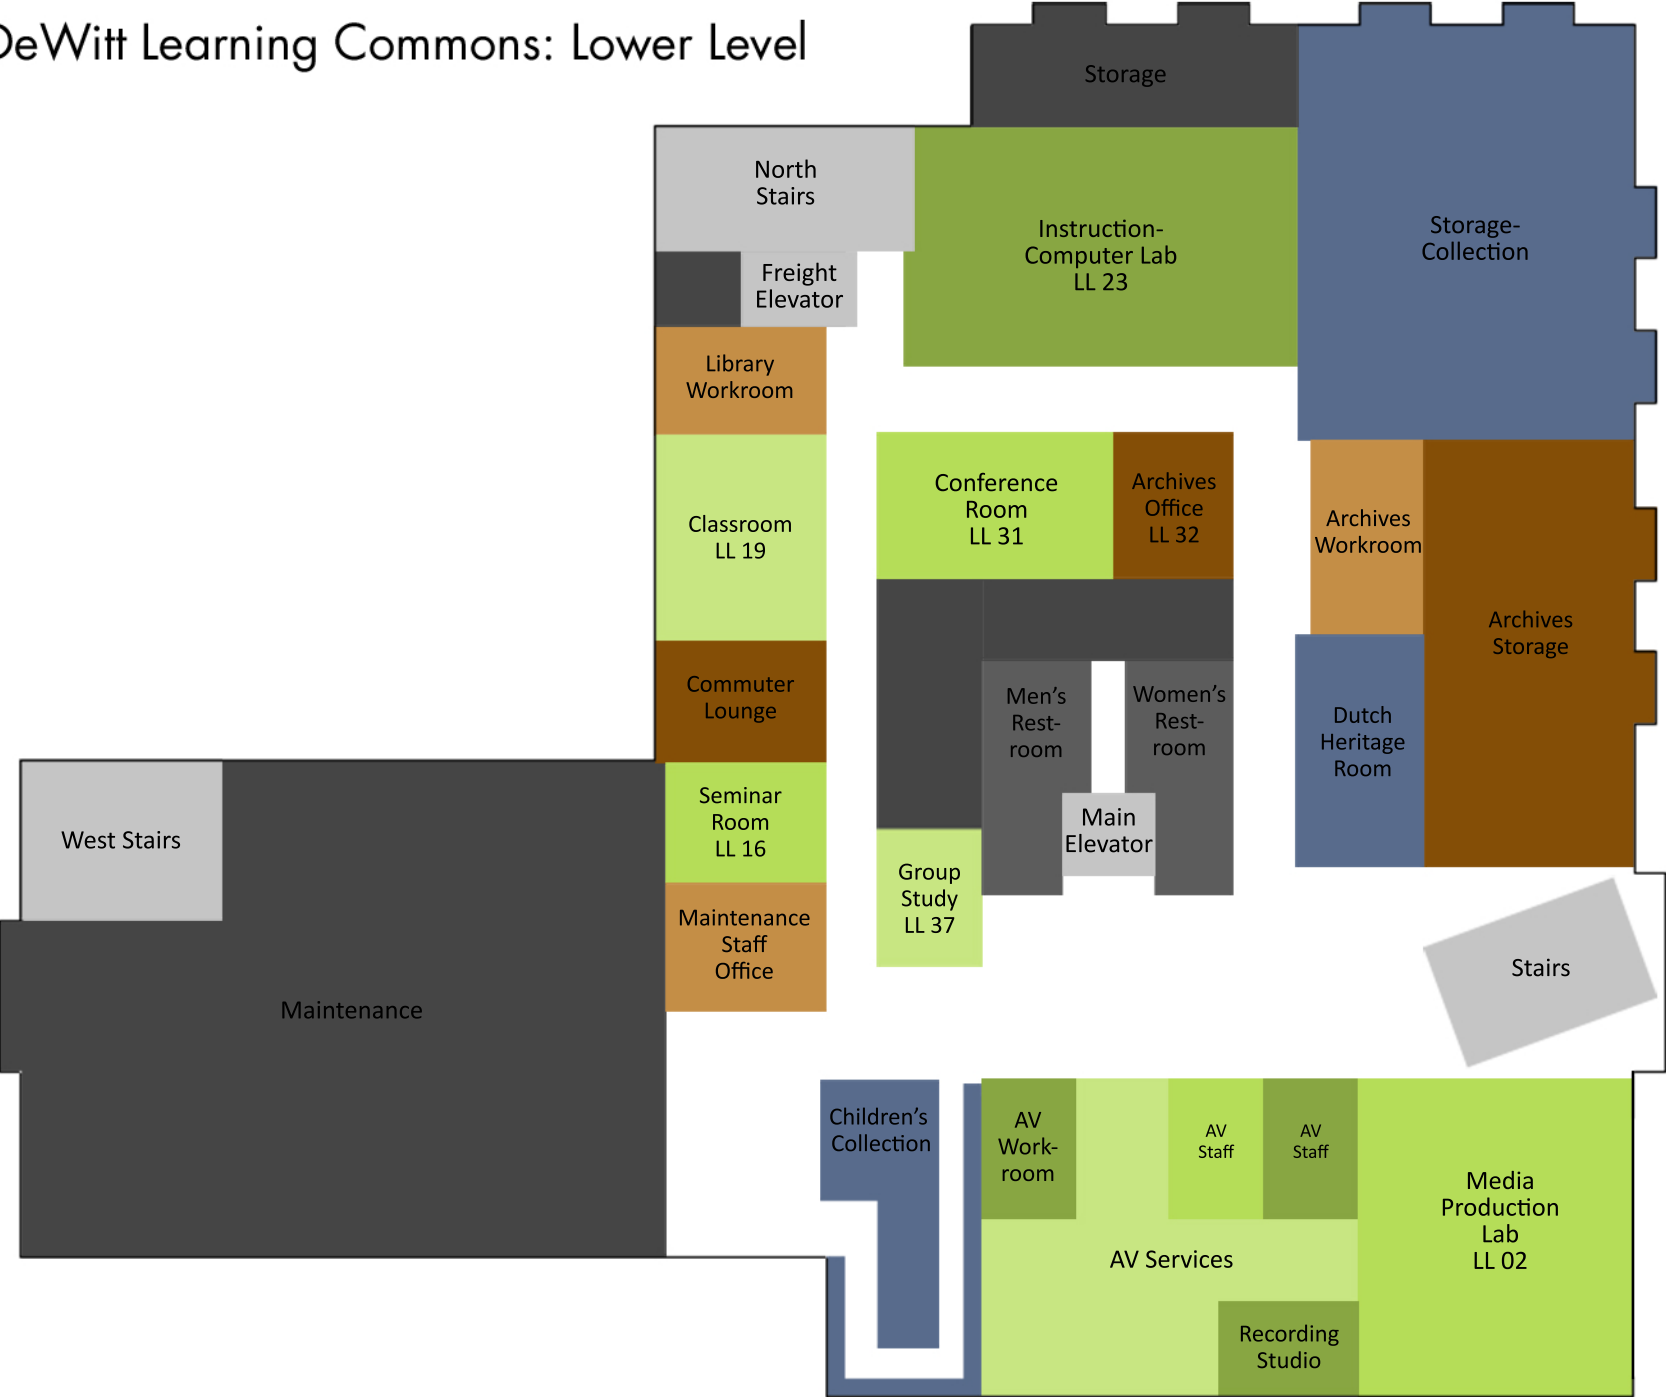 DeWitt Learning Commons: Lower Level
Storage
North
Stairs
Instruction-
Computer Lab
LL 23
Storage-
Collection
Freight
Elevator
Library
Workroom
Classroom
LL 19
Conference
Room
LL 31
Archives
Office
LL 32
Archives
Workroom
Archives
Storage
Commuter
Lounge
Men's
Rest-
room
Women's
Rest-
room
Dutch
Heritage
Room
West Stairs
Seminar
Room
LL 16
Main
Elevator
Group
Study
LL 37
Maintenance
Staff
Office
Stairs
Maintenance
Children's
Collection
AV
Work-
room
AV
Staff
AV
Staff
Media
Production
Lab
LL 02
AV Services
Recording
Studio